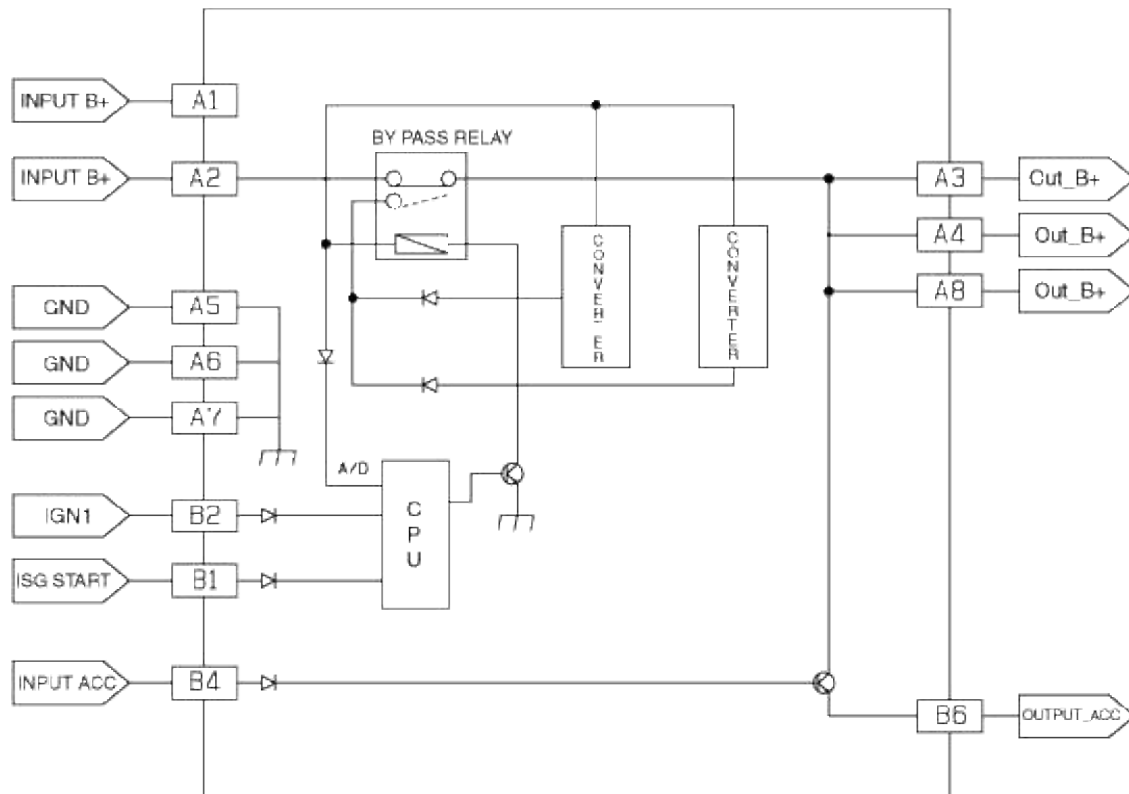 INPUT B+ A1
BY PASS RELAY
INPUT B+ A2 A3 Out_B+
A4 Out_B+
A8 Out_B+
CONVERTER
CONVERTER
GND A5
GND A6
GND A7
A/D
CPU
IGN1 B2
ISG START B1
INPUT ACC B4
B6 OUTPUT_ACC